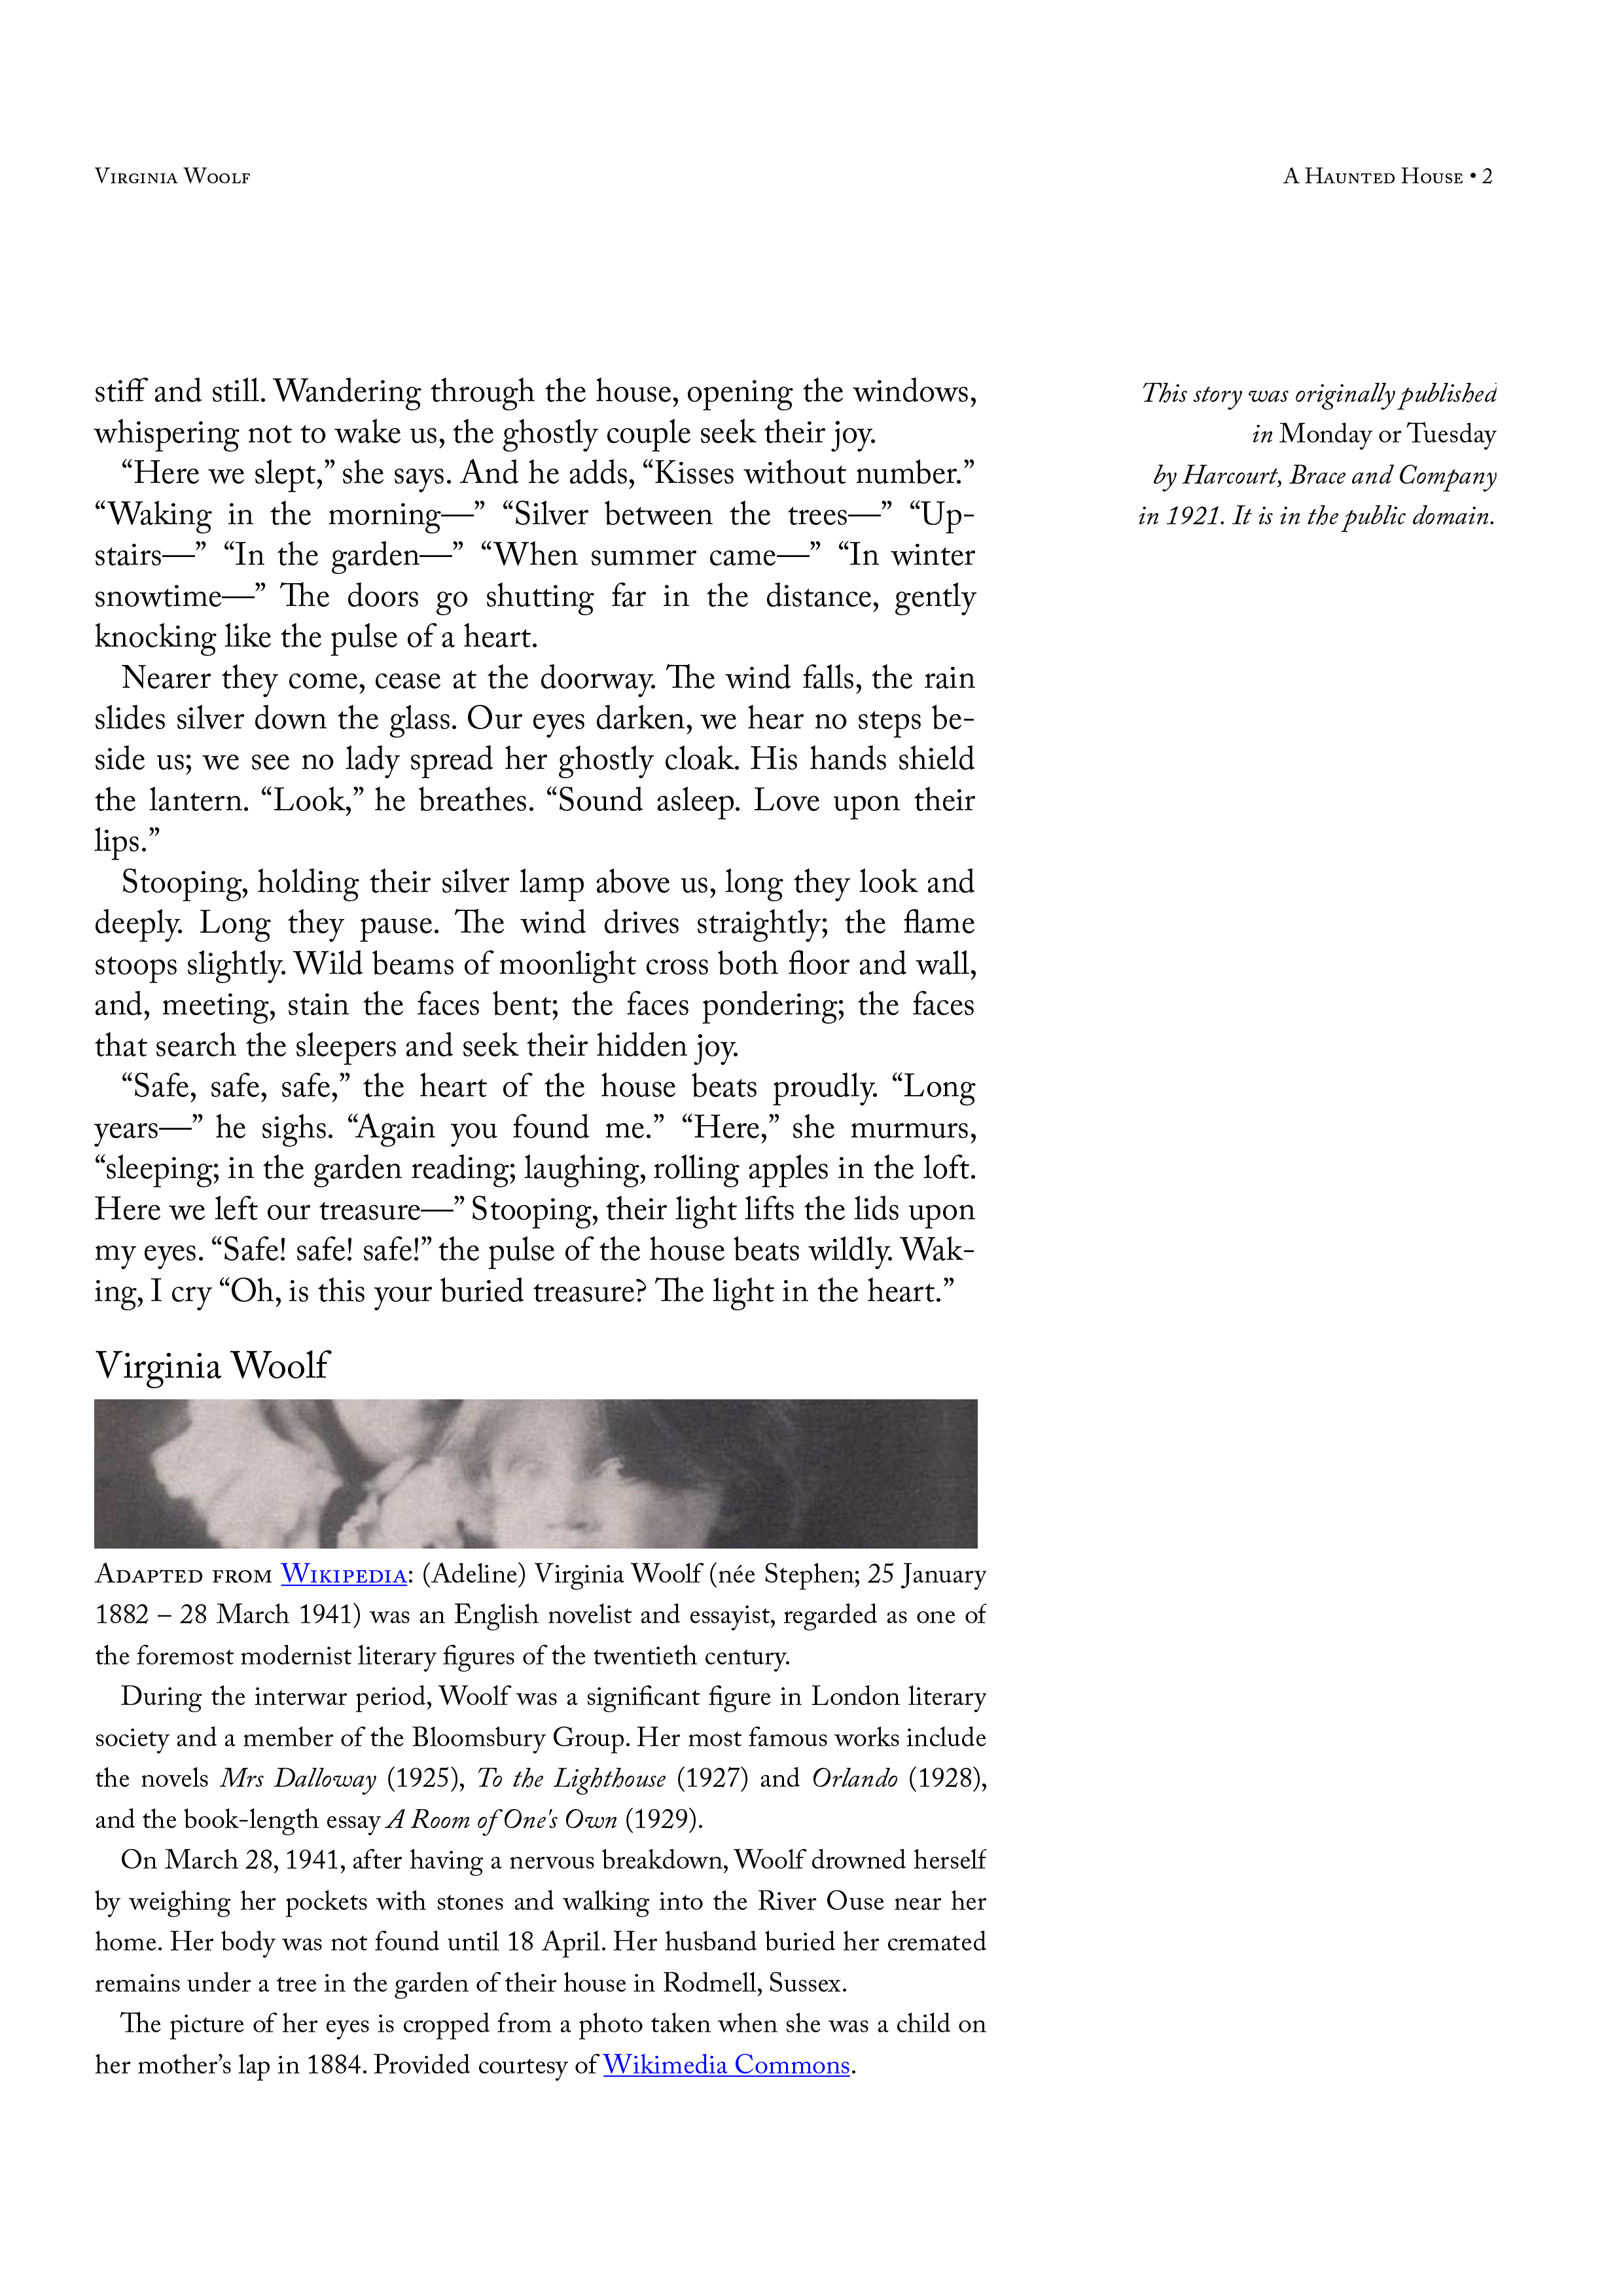 Virginia Woolf
A Haunted House • 2
stiff and still. Wandering through the house, opening the windows,
whispering not to wake us, the ghostly couple seek their joy.
“Here we slept,” she says. And he adds, “Kisses without number.”
“Waking in the morning—” “Silver between the trees—” “Up-
stairs—” “In the garden—” “When summer came—” “In winter
snowtime—” The doors go shutting far in the distance, gently
knocking like the pulse of a heart.
Nearer they come, cease at the doorway. The wind falls, the rain
slides silver down the glass. Our eyes darken, we hear no steps be-
side us; we see no lady spread her ghostly cloak. His hands shield
the lantern. “Look,” he breathes. “Sound asleep. Love upon their
lips.”
Stooping, holding their silver lamp above us, long they look and
deeply. Long they pause. The wind drives straightly; the flame
stoops slightly. Wild beams of moonlight cross both floor and wall,
and, meeting, stain the faces bent; the faces pondering; the faces
that search the sleepers and seek their hidden joy.
“Safe, safe, safe,” the heart of the house beats proudly. “Long
years—” he sighs. “Again you found me.” “Here,” she murmurs,
“sleeping; in the garden reading; laughing, rolling apples in the loft.
Here we left our treasure—” Stooping, their light lifts the lids upon
my eyes. “Safe! safe! safe!” the pulse of the house beats wildly. Wak-
ing, I cry “Oh, is this your buried treasure? The light in the heart.”
This story was originally published
in Monday or Tuesday
by Harcourt, Brace and Company
in 1921. It is in the public domain.
Virginia Woolf
Adapted from Wikipedia: (Adeline) Virginia Woolf (née Stephen; 25 January
1882 – 28 March 1941) was an English novelist and essayist, regarded as one of
the foremost modernist literary figures of the twentieth century.
During the interwar period, Woolf was a significant figure in London literary
society and a member of the Bloomsbury Group. Her most famous works include
the novels Mrs Dalloway (1925), To the Lighthouse (1927) and Orlando (1928),
and the book-length essay A Room of One's Own (1929).
On March 28, 1941, after having a nervous breakdown, Woolf drowned herself
by weighing her pockets with stones and walking into the River Ouse near her
home. Her body was not found until 18 April. Her husband buried her cremated
remains under a tree in the garden of their house in Rodmell, Sussex.
The picture of her eyes is cropped from a photo taken when she was a child on
her mother’s lap in 1884. Provided courtesy of Wikimedia Commons.